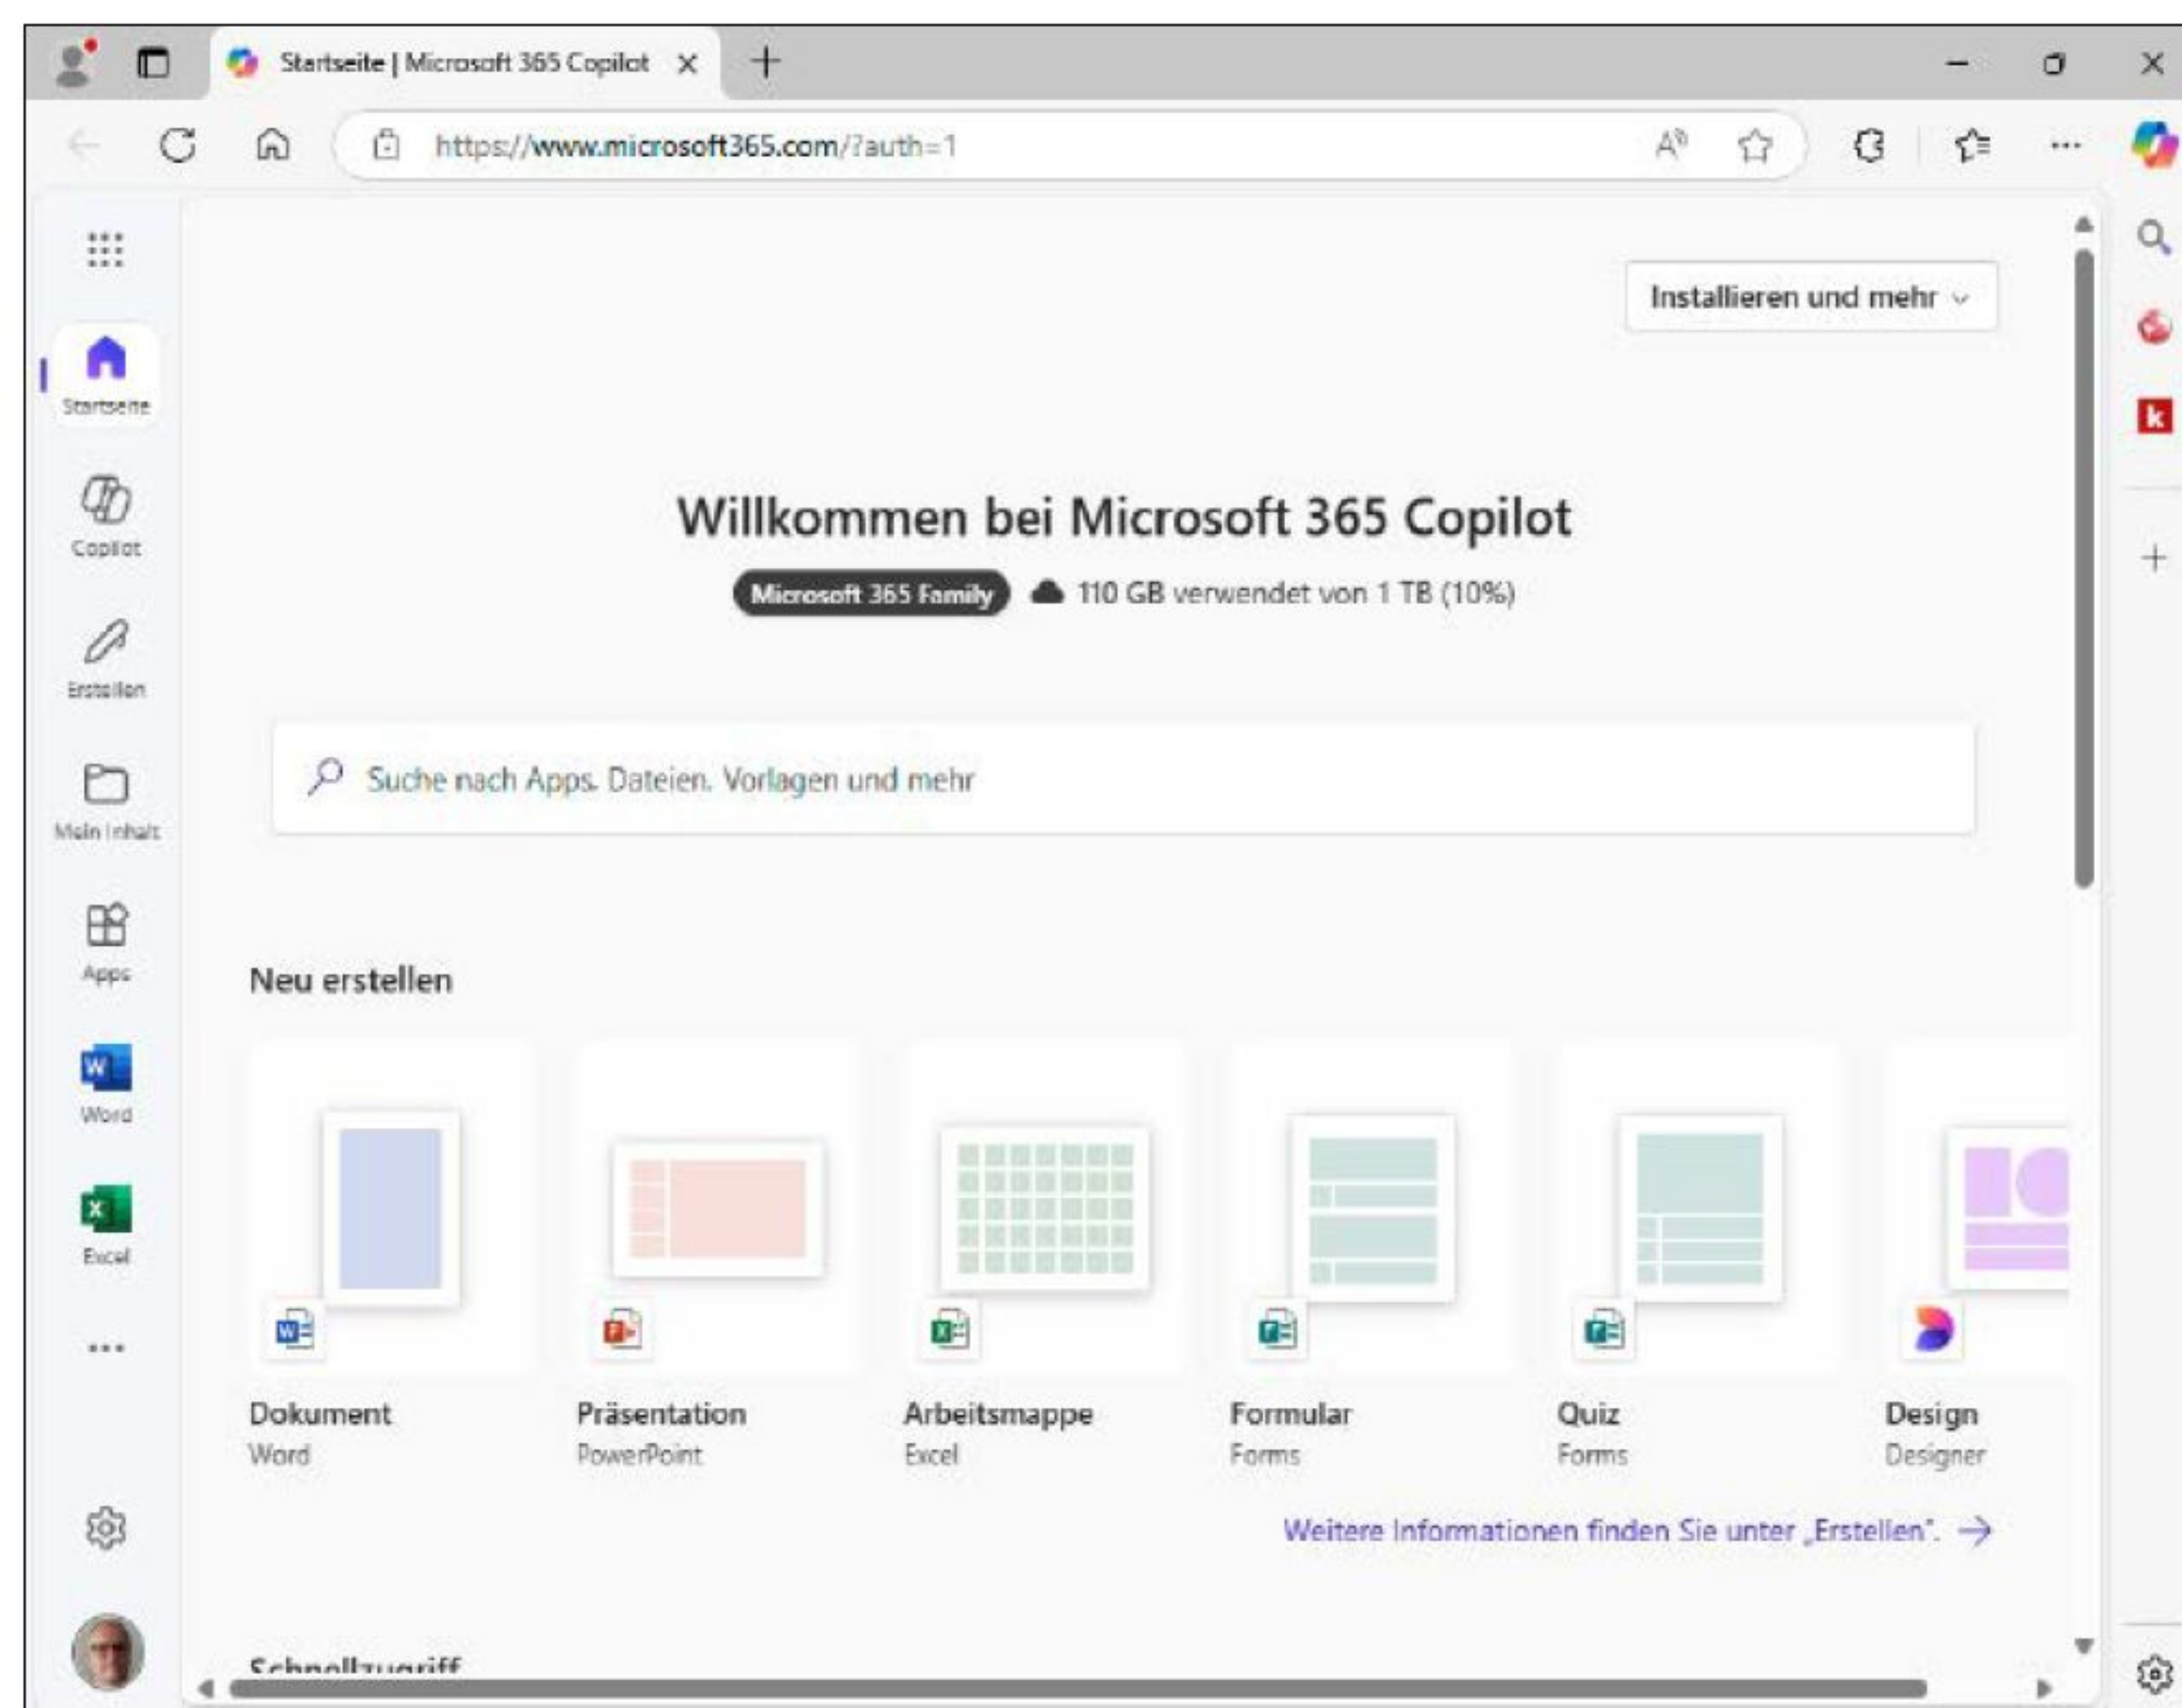 Startseite | Microsoft 365 Copilot
https://www.microsoft365.com/?auth=1
Installieren und mehr
Startseite
Copilot
Erstellen
Mein Inhalt
Apps
Word
Excel
Willkommen bei Microsoft 365 Copilot
Microsoft 365 Family 110 GB verwendet von 1 TB (10%)
Suche nach Apps. Dateien. Vorlagen und mehr
Neu erstellen
Dokument
Word
Präsentation
PowerPoint
Arbeitsmappe
Excel
Formular
Forms
Quiz
Forms
Design
Designer
Weitere Informationen finden Sie unter „Erstellen".
Schnellzugriff